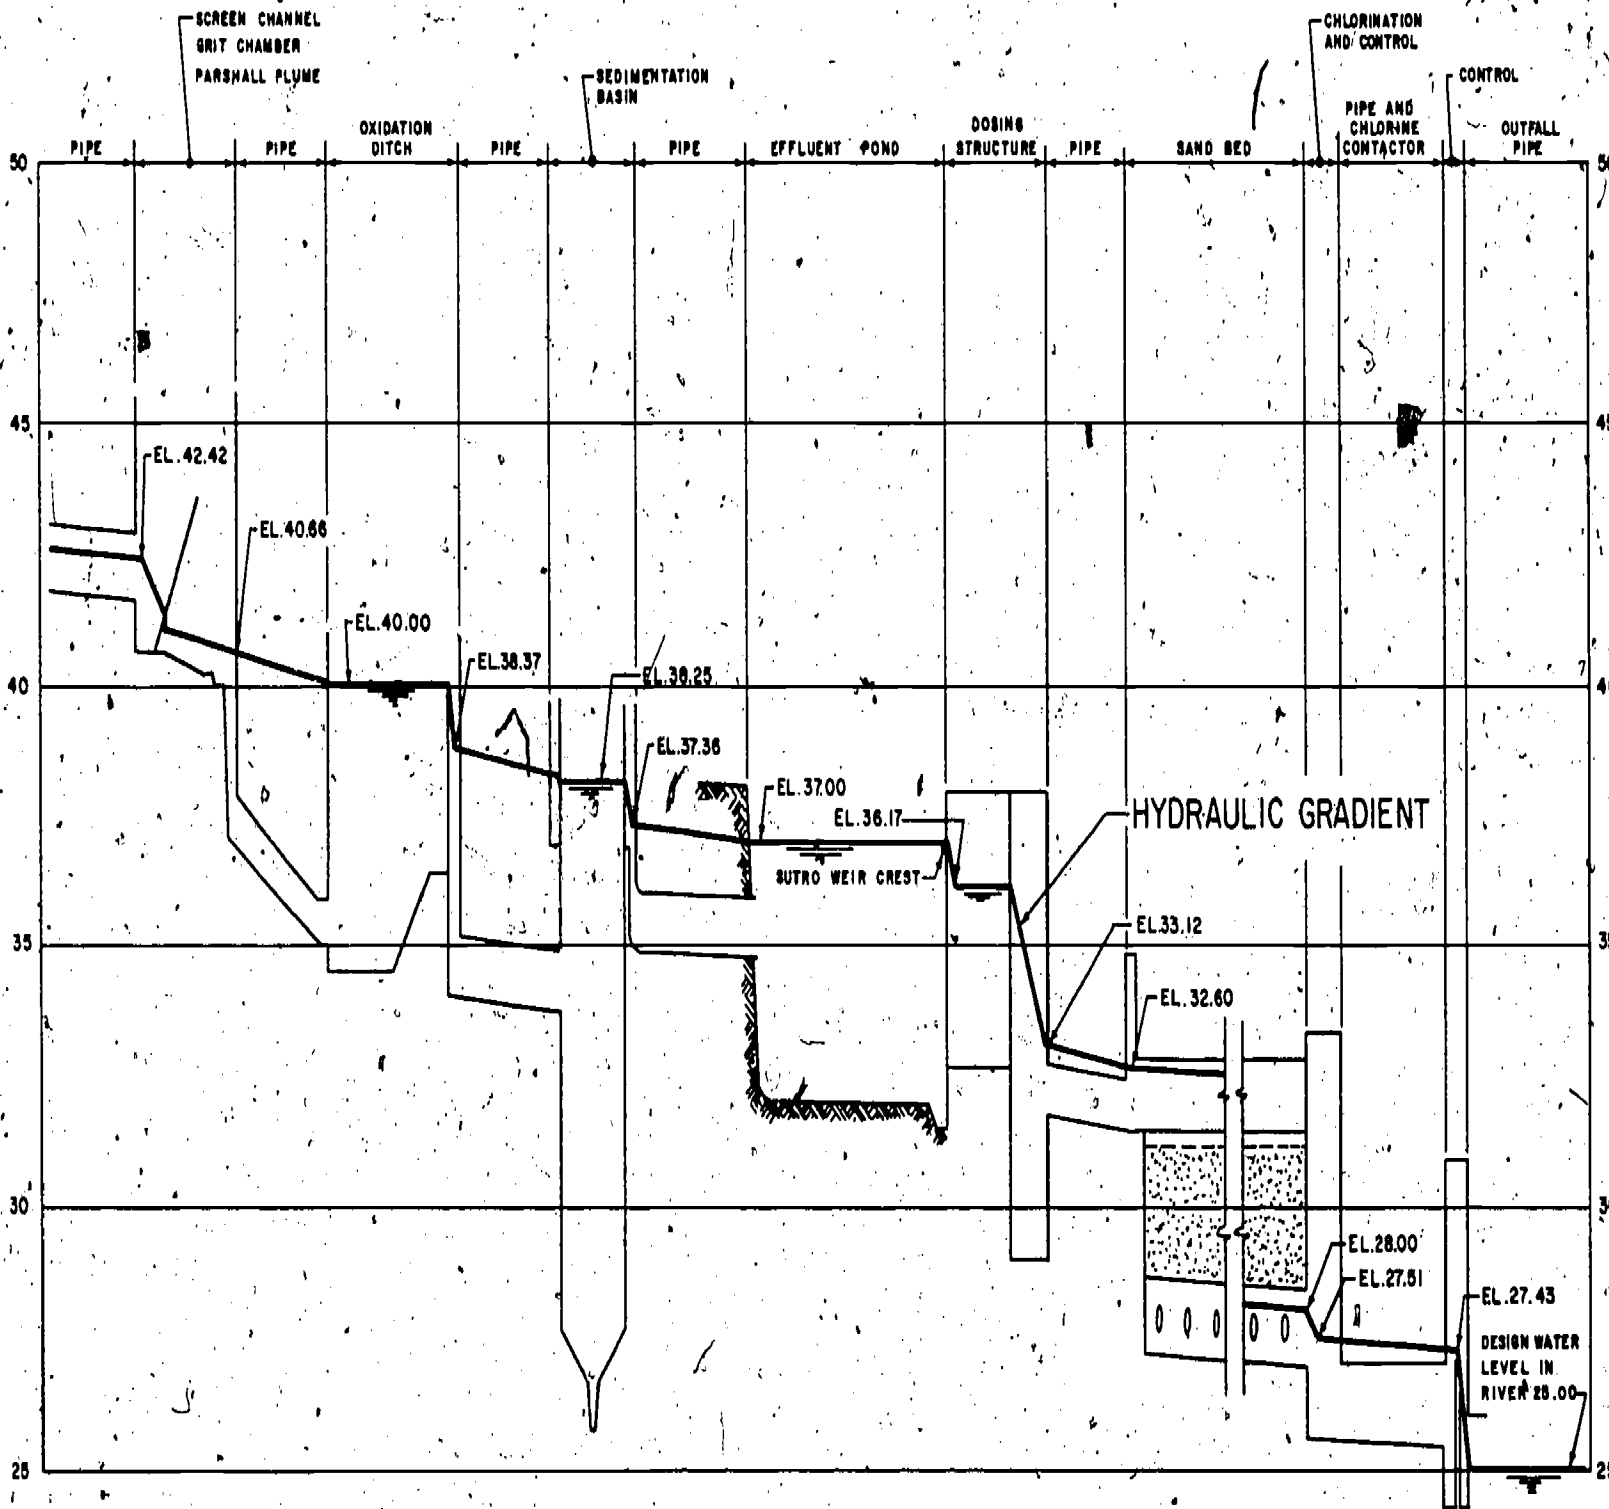 SCREEN CHANNEL
GRIT CHAMBER
PARSHALL FLUME
SEDIMENTATION
BASIN
CHLORINATION
AND CONTROL
CONTROL
PIPE
PIPE
OXIDATION
DITCH
PIPE
PIPE
EFFLUENT POND
DOSING
STRUCTURE
PIPE
SAND BED
PIPE AND
CHLORINE
CONTACTOR
OUTFALL
PIPE
50
45
EL.42.42
EL.40.66
EL.40.00
EL.38.37
EL.38.25
40
EL.37.36
EL.37.00
EL.36.17
HYDRAULIC GRADIENT
SUTRO WEIR CREST
EL.33.12
35
EL.32.60
30
EL.28.00
EL.27.51
EL.27.43
DESIGN WATER
LEVEL IN
RIVER 25.00
25